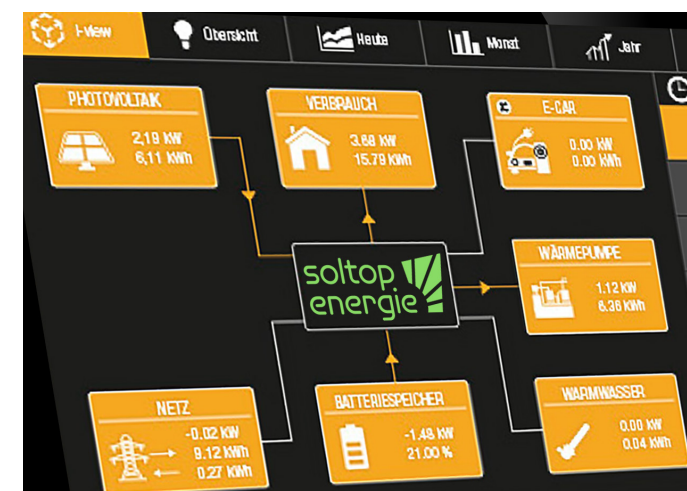 i-view
Übersicht
Heute
Monat
Jahr
PHOTOVOLTAIK
2,19 kW
6,11 kWh
VERBRAUCH
3.68 kW
15.79 kWh
E-CAR
0.00 kW
0.00 kWh
soltop
energie
WÄRMEPUMPE
1.12 kW
6.36 kWh
NETZ
-0.02 kW
9.12 kWh
0.27 kWh
BATTERIESPEICHER
-1.48 kW
21.00 %
WARMWASSER
0.00 kW
0.04 kWh